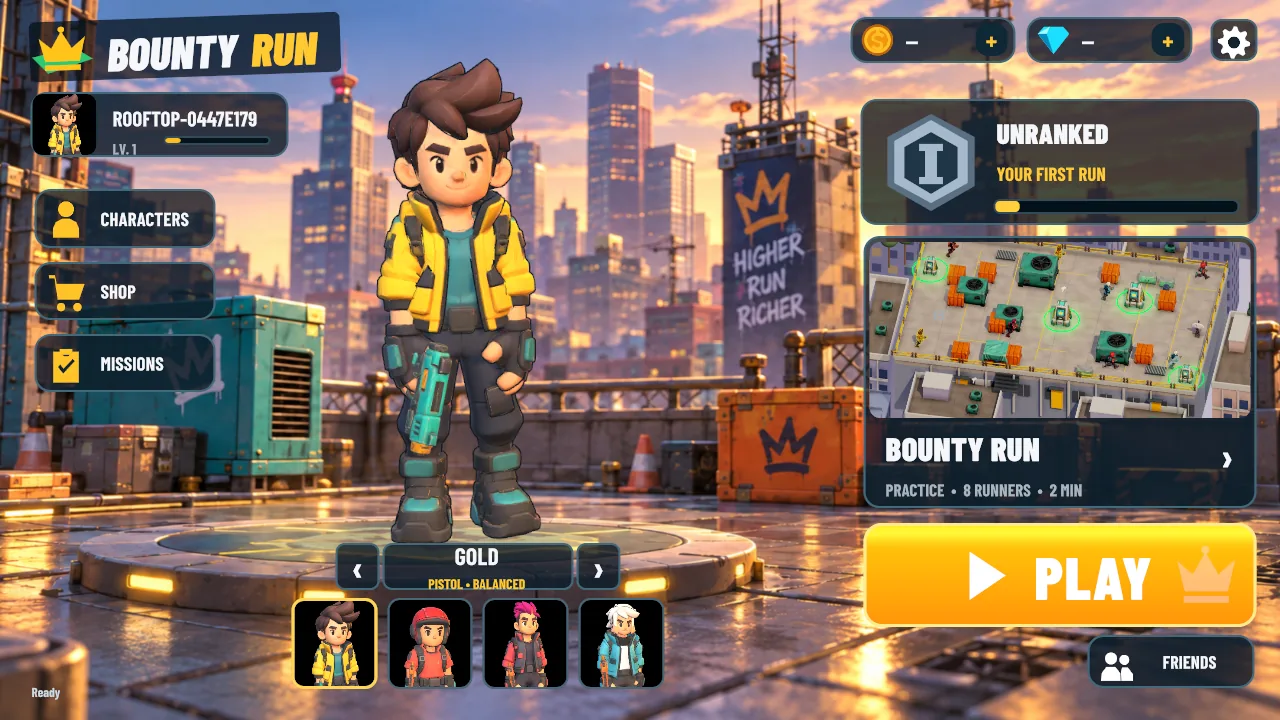 BOUNTY RUN
ROOFTOP-0447E179
LV. 1
CHARACTERS
SHOP
MISSIONS
HIGHER
RUN
RICHER
GOLD
PISTOL • BALANCED
Ready
–
+
–
+
I
UNRANKED
YOUR FIRST RUN
BOUNTY RUN
PRACTICE • 8 RUNNERS • 2 MIN
PLAY
FRIENDS